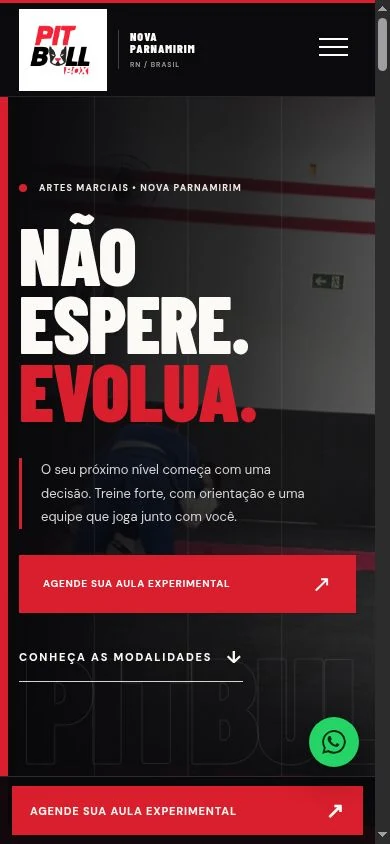 PIT
BULL
BOX
NOVA
PARNAMIRIM
RN / BRASIL
ARTES MARCIAIS • NOVA PARNAMIRIM
NÃO
ESPERE.
EVOLUA.
O seu próximo nível começa com uma
decisão. Treine forte, com orientação e uma
equipe que joga junto com você.
AGENDE SUA AULA EXPERIMENTAL ↗
CONHEÇA AS MODALIDADES ↓
PITBUL
AGENDE SUA AULA EXPERIMENTAL ↗